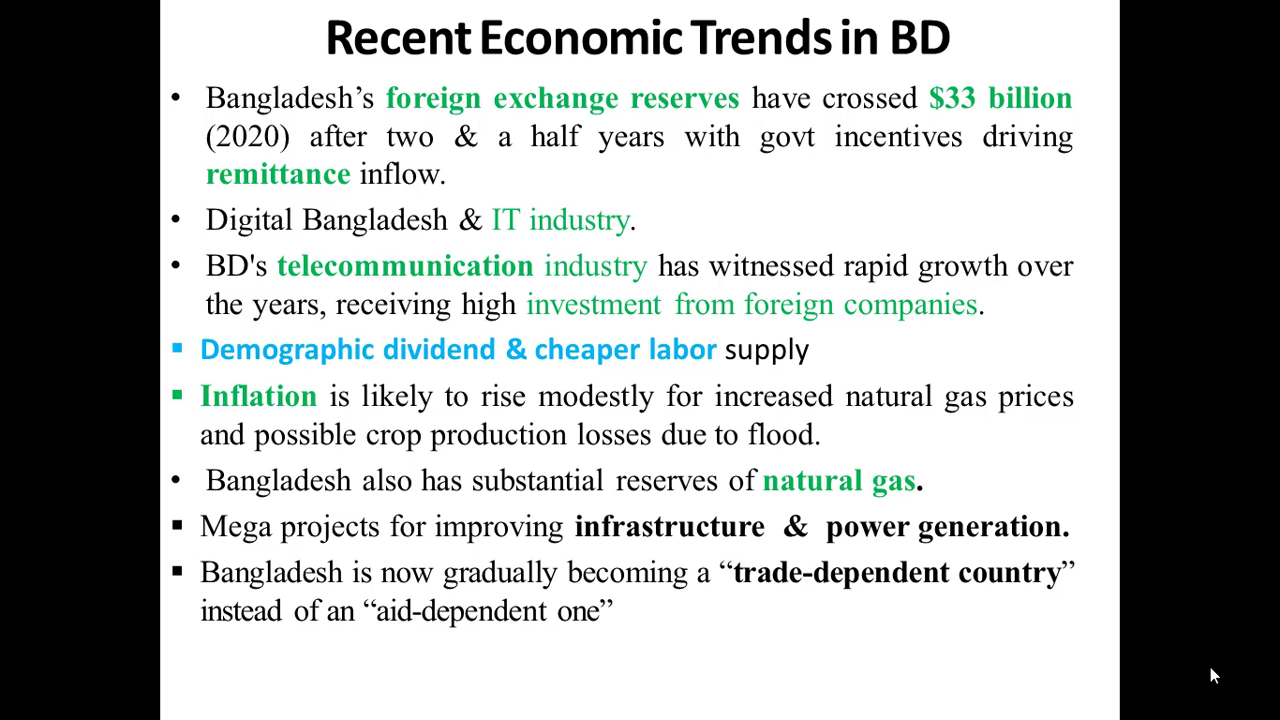 Recent Economic Trends in BD
• Bangladesh’s foreign exchange reserves have crossed $33 billion
(2020) after two & a half years with govt incentives driving
remittance inflow.
• Digital Bangladesh & IT industry.
• BD's telecommunication industry has witnessed rapid growth over
the years, receiving high investment from foreign companies.
▪ Demographic dividend & cheaper labor supply
▪ Inflation is likely to rise modestly for increased natural gas prices
and possible crop production losses due to flood.
• Bangladesh also has substantial reserves of natural gas.
▪ Mega projects for improving infrastructure & power generation.
▪ Bangladesh is now gradually becoming a “trade-dependent country”
instead of an “aid-dependent one”